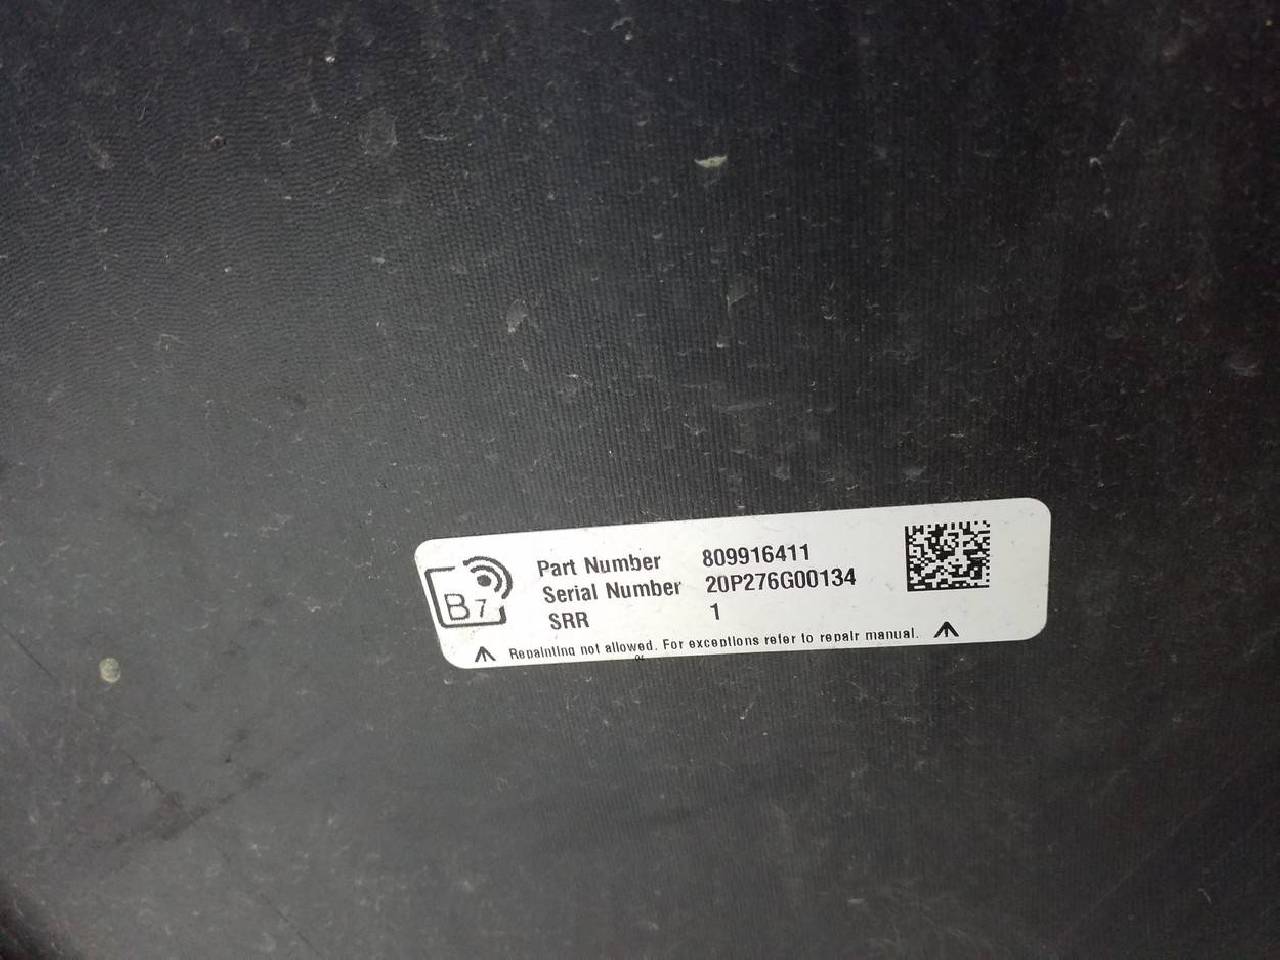 B7
Part Number 809916411
Serial Number 20P276G00134
SRR 1
Repainting not allowed. For exceptions refer to repair manual.